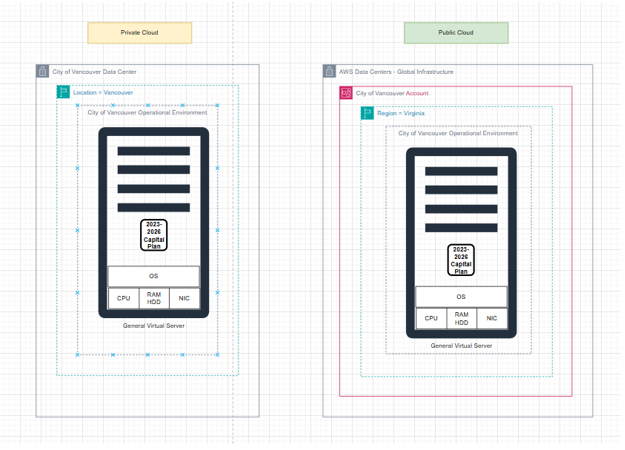 Private Cloud
Public Cloud
City of Vancouver Data Center
Location = Vancouver
City of Vancouver Operational Environment
2023-
2026
Capital
Plan
OS
CPU
RAM
HDD
NIC
General Virtual Server
AWS Data Centers - Global Infrastructure
City of Vancouver Account
Region = Virginia
City of Vancouver Operational Environment
2023-
2026
Capital
Plan
OS
CPU
RAM
HDD
NIC
General Virtual Server